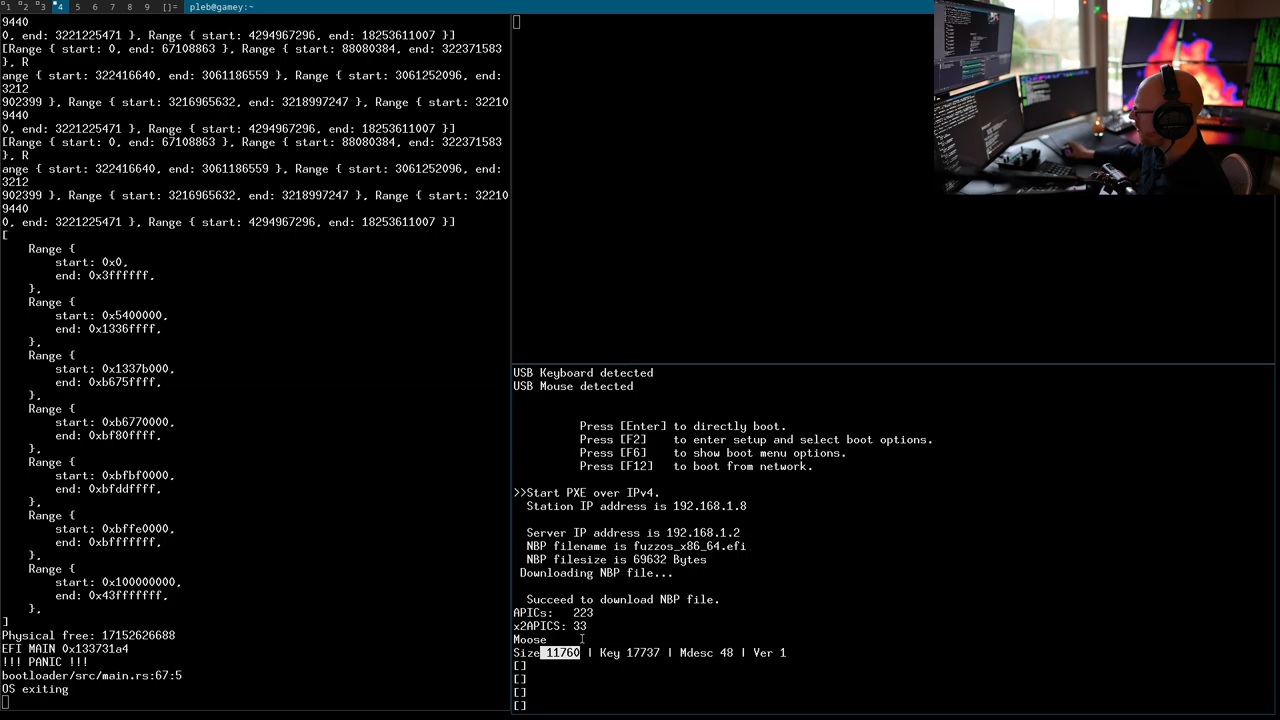 1 2 3 4 5 6 7 8 9 []= pleb@gamey:~
9440
0, end: 3221225471 }, Range { start: 4294967296, end: 18253611007 }]
[Range { start: 0, end: 67108863 }, Range { start: 88080384, end: 322371583
}, R
ange { start: 322416640, end: 3061186559 }, Range { start: 3061252096, end:
3212
902399 }, Range { start: 3216965632, end: 3218997247 }, Range { start: 32210
9440
0, end: 3221225471 }, Range { start: 4294967296, end: 18253611007 }]
[Range { start: 0, end: 67108863 }, Range { start: 88080384, end: 322371583
}, R
ange { start: 322416640, end: 3061186559 }, Range { start: 3061252096, end:
3212
902399 }, Range { start: 3216965632, end: 3218997247 }, Range { start: 32210
9440
0, end: 3221225471 }, Range { start: 4294967296, end: 18253611007 }]
[
Range {
start: 0x0,
end: 0x3ffffff,
},
Range {
start: 0x5400000,
end: 0x1336ffff,
},
Range {
start: 0x1337b000,
end: 0xb675ffff,
},
Range {
start: 0xb6770000,
end: 0xbf80ffff,
},
Range {
start: 0xbfbf0000,
end: 0xbfddffff,
},
Range {
start: 0xbffe0000,
end: 0xbfffffff,
},
Range {
start: 0x100000000,
end: 0x43fffffff,
},
]
Physical free: 17152626688
EFI MAIN 0x133731a4
!!! PANIC !!!
bootloader/src/main.rs:67:5
OS exiting
USB Keyboard detected
USB Mouse detected
Press [Enter] to directly boot.
Press [F2] to enter setup and select boot options.
Press [F6] to show boot menu options.
Press [F12] to boot from network.
>>Start PXE over IPv4.
Station IP address is 192.168.1.8
Server IP address is 192.168.1.2
NBP filename is fuzzos_x86_64.efi
NBP filesize is 69632 Bytes
Downloading NBP file...
Succeed to download NBP file.
APICs: 223
x2APICS: 33
Moose
Size 11760 | Key 17737 | Mdesc 48 | Ver 1
[]
[]
[]
[]